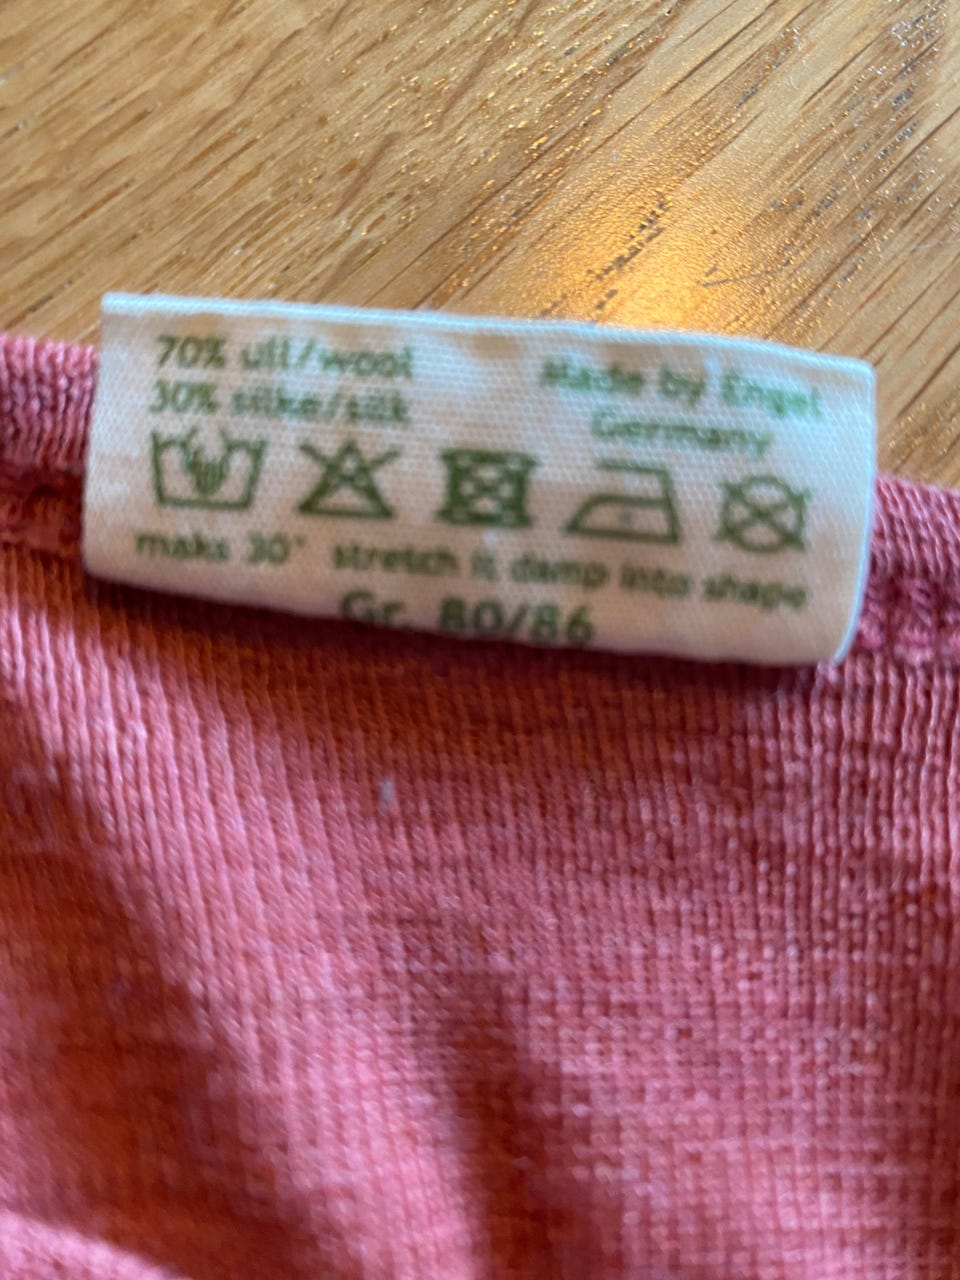 70% ull/wool
30% silke/silk
Made by Engel
Germany
maks 30° stretch it damp into shape
Gr. 80/86